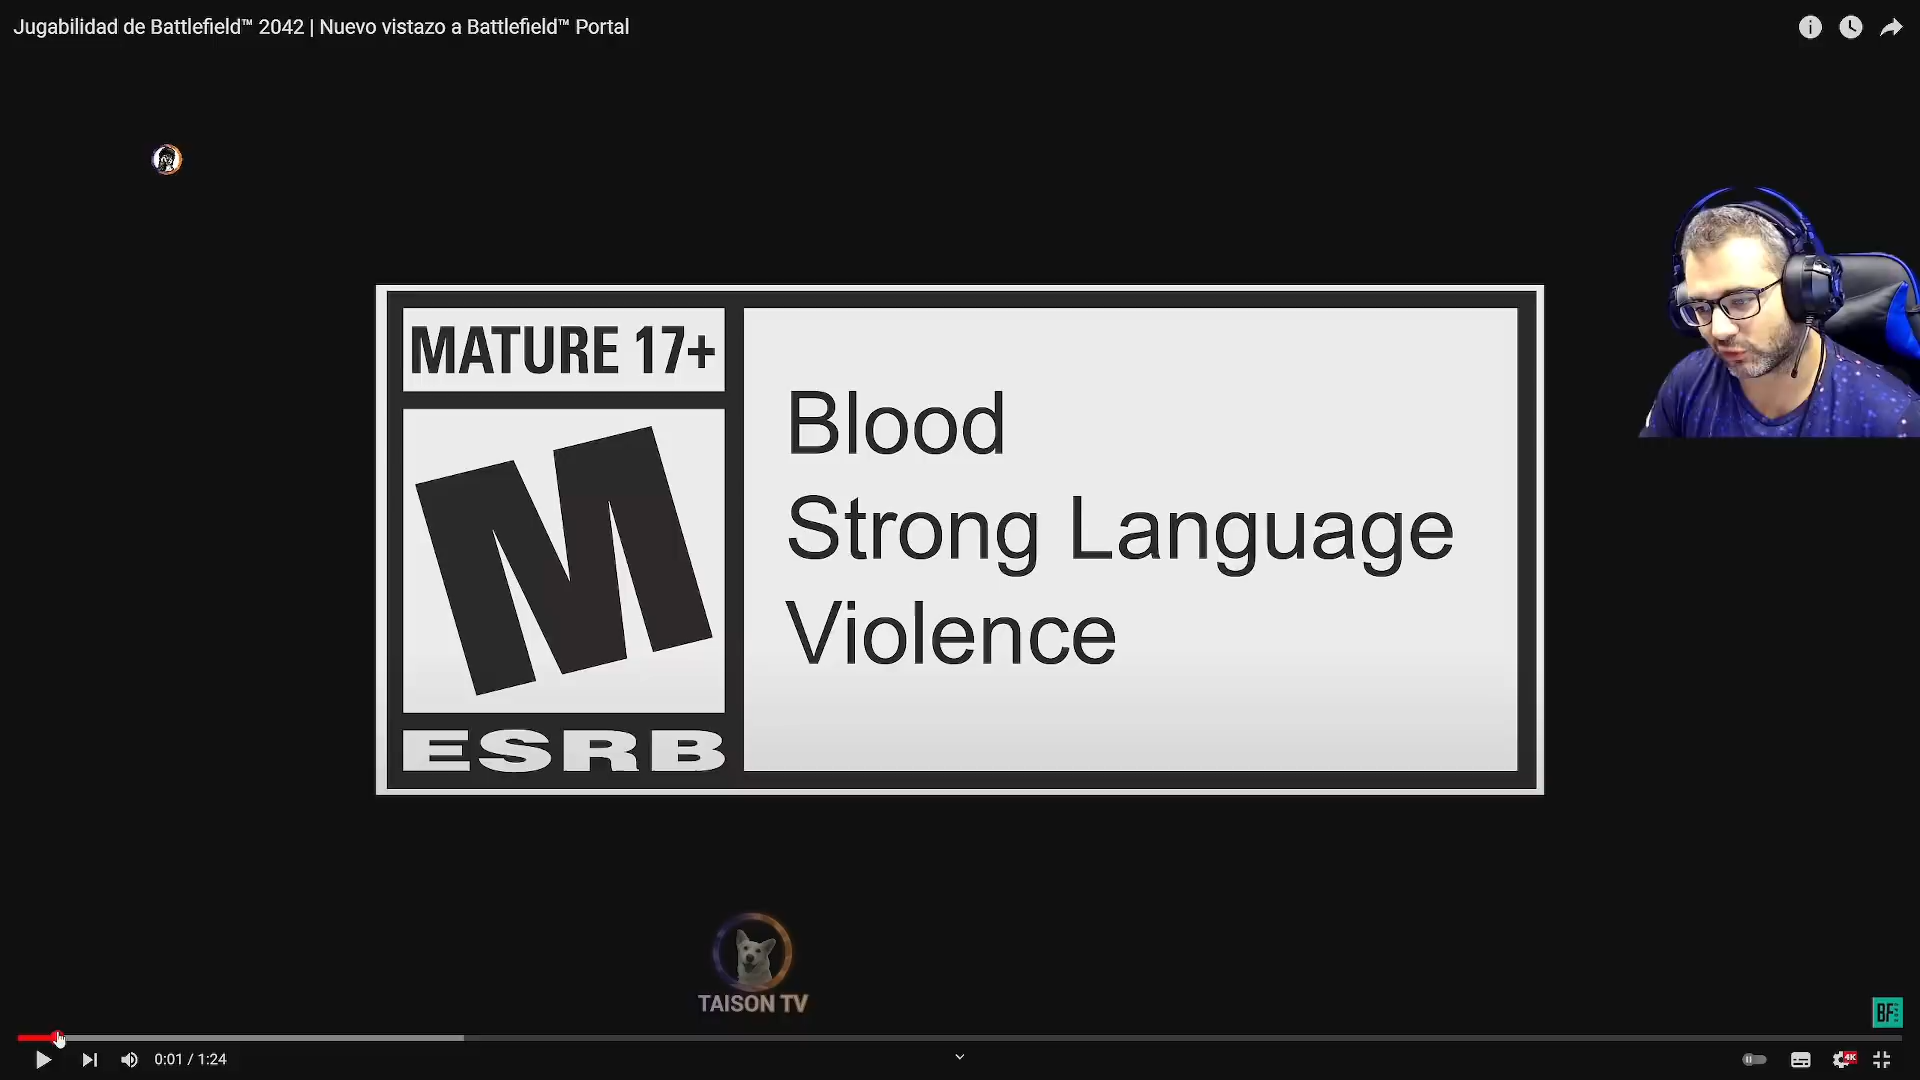 Jugabilidad de Battlefield™ 2042 | Nuevo vistazo a Battlefield™ Portal
MATURE 17+
M
ESRB
Blood
Strong Language
Violence
TAISON TV
BF
0:01 / 1:24
4K